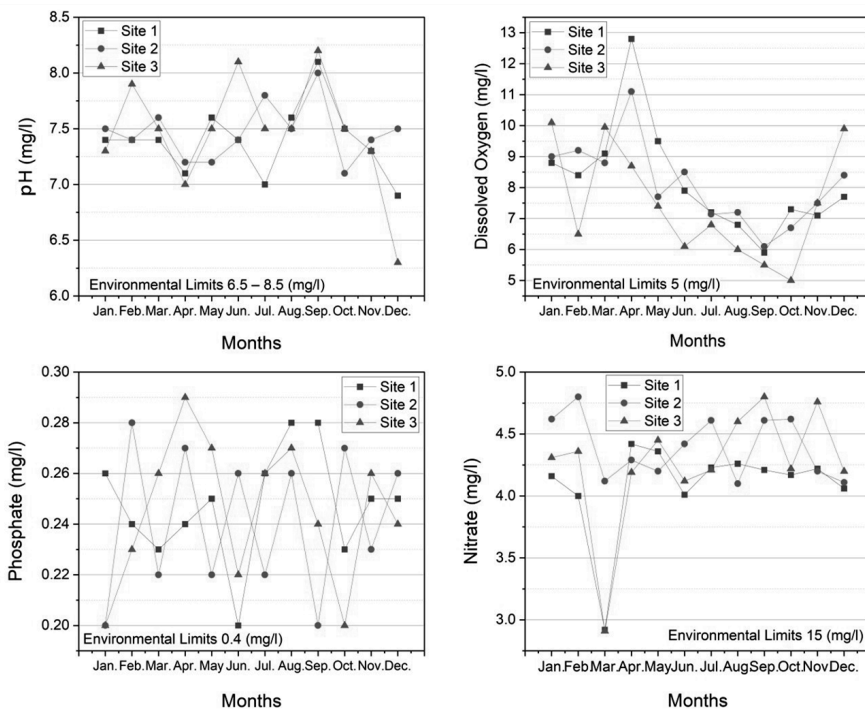 8.5
8.0
7.5
7.0
6.5
6.0
pH (mg/l)
Site 1
Site 2
Site 3
Environmental Limits 6.5 – 8.5 (mg/l)
Jan. Feb. Mar. Apr. May Jun. Jul. Aug. Sep. Oct. Nov. Dec.
Months
13
12
11
10
9
8
7
6
5
Dissolved Oxygen (mg/l)
Site 1
Site 2
Site 3
Environmental Limits 5 (mg/l)
Jan. Feb. Mar. Apr. May Jun. Jul. Aug. Sep. Oct. Nov. Dec.
Months
0.30
0.28
0.26
0.24
0.22
0.20
Phosphate (mg/l)
Site 1
Site 2
Site 3
Environmental Limits 0.4 (mg/l)
Jan. Feb. Mar. Apr. May Jun. Jul. Aug. Sep. Oct. Nov. Dec.
Months
5.0
4.5
4.0
3.5
3.0
Nitrate (mg/l)
Site 1
Site 2
Site 3
Environmental Limits 15 (mg/l)
Jan. Feb. Mar. Apr. May Jun. Jul. Aug. Sep. Oct. Nov. Dec.
Months